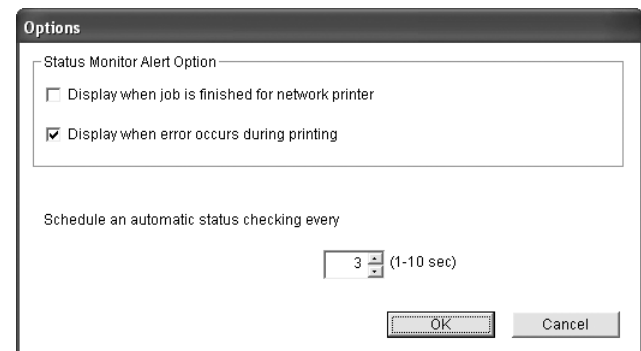 Options
Status Monitor Alert Option
Display when job is finished for network printer
Display when error occurs during printing
Schedule an automatic status checking every
3 (1-10 sec)
OK Cancel